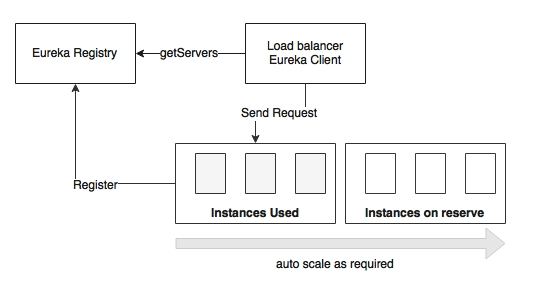 Eureka Registry
getServers
Load balancer
Eureka Client
Send Request
Register
Instances Used
Instances on reserve
auto scale as required